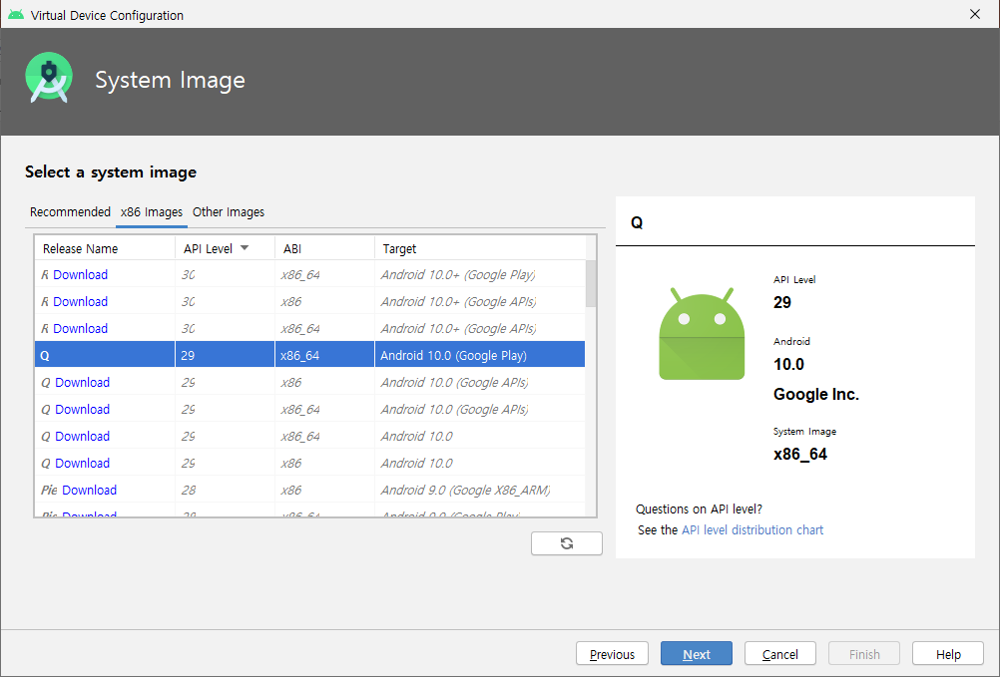 Virtual Device Configuration
System Image
Select a system image
Recommended x86 Images Other Images
Release Name API Level ABI Target
R Download 30 x86_64 Android 10.0+ (Google Play)
R Download 30 x86 Android 10.0+ (Google APIs)
R Download 30 x86_64 Android 10.0+ (Google APIs)
Q 29 x86_64 Android 10.0 (Google Play)
Q Download 29 x86 Android 10.0 (Google APIs)
Q Download 29 x86_64 Android 10.0 (Google APIs)
Q Download 29 x86_64 Android 10.0
Q Download 29 x86 Android 10.0
Pie Download 28 x86 Android 9.0 (Google X86_ARM)
Pie Download 28 x86_64 Android 9.0 (Google Play)
Q
API Level
29
Android
10.0
Google Inc.
System Image
x86_64
Questions on API level?
See the API level distribution chart
Previous Next Cancel Finish Help